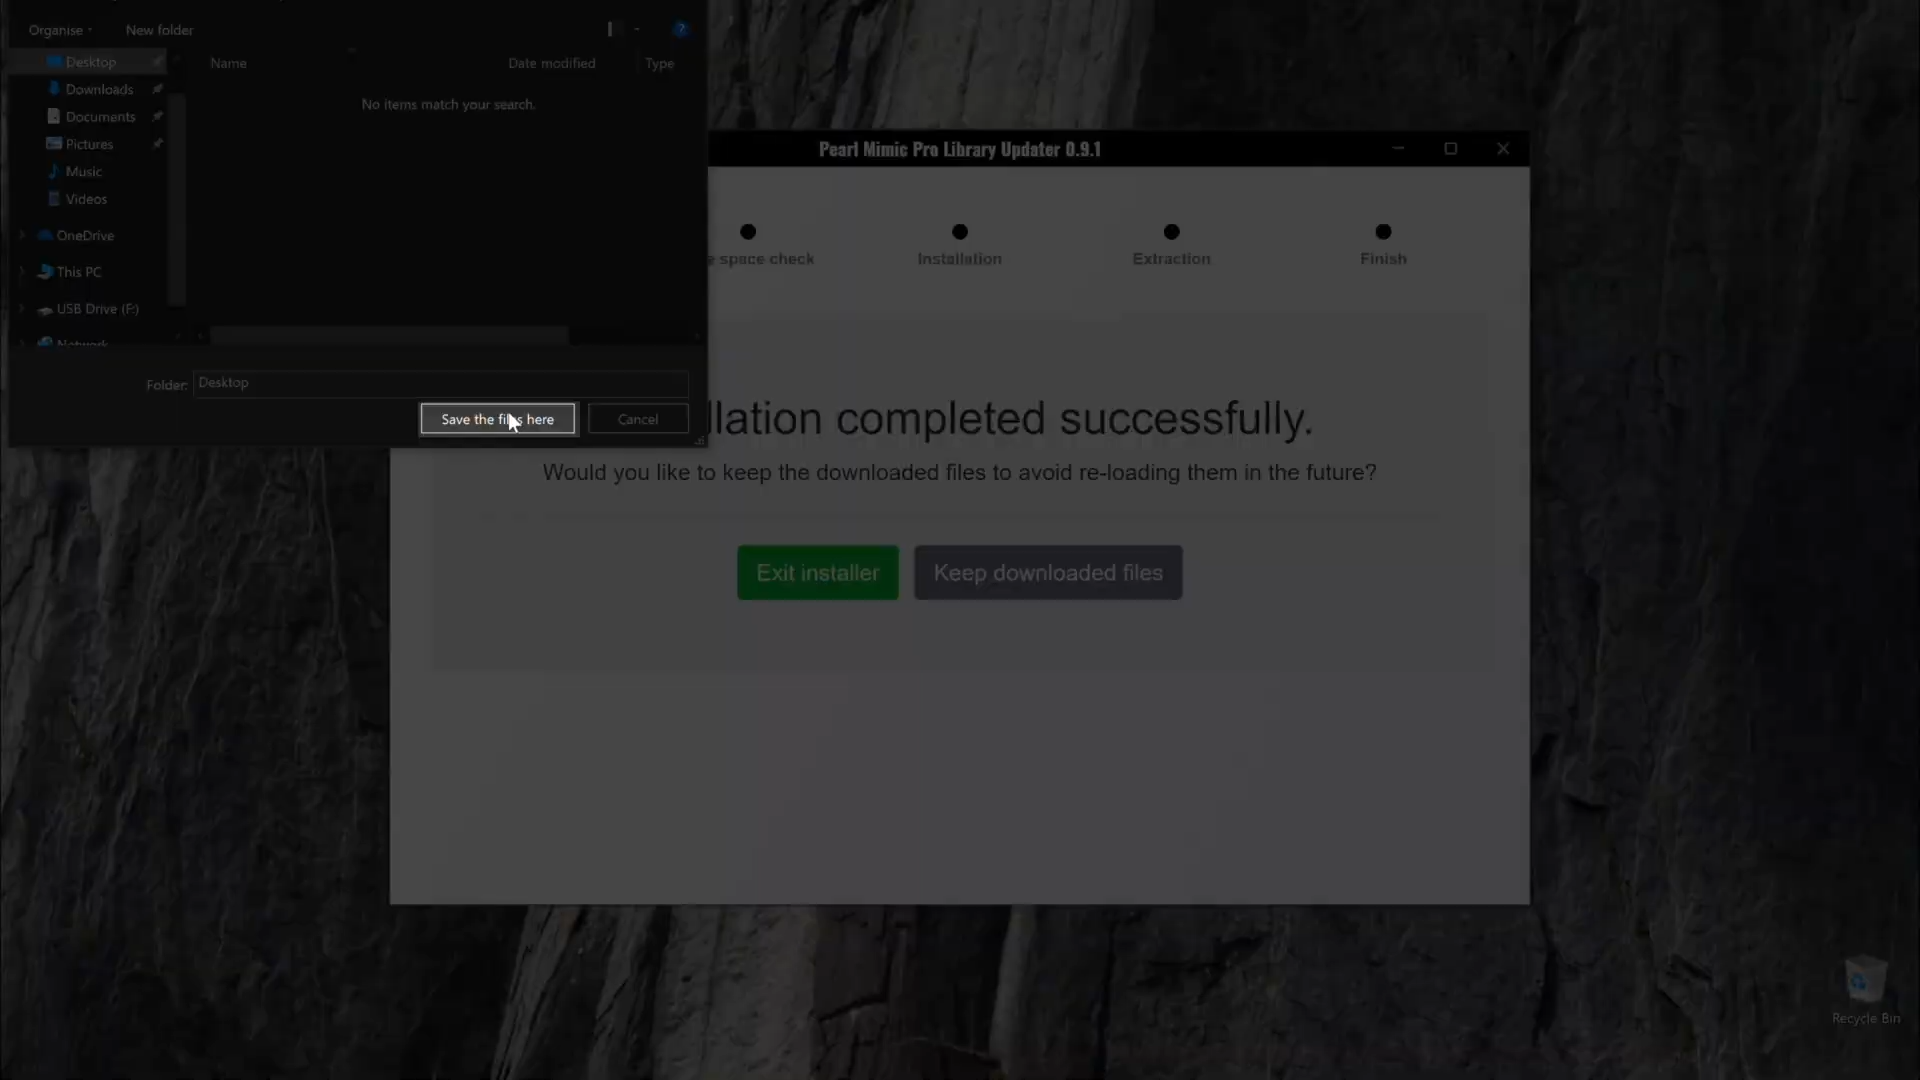 Organise
New folder
Desktop
Downloads
Documents
Pictures
Music
Videos
OneDrive
This PC
USB Drive (F:)
Network
Name
Date modified
Type
No items match your search.
Folder:
Desktop
Save the files here
Cancel
Pearl Mimic Pro Library Updater 0.9.1
space check
Installation
Extraction
Finish
llation completed successfully.
Would you like to keep the downloaded files to avoid re-loading them in the future?
Exit installer
Keep downloaded files
Recycle Bin